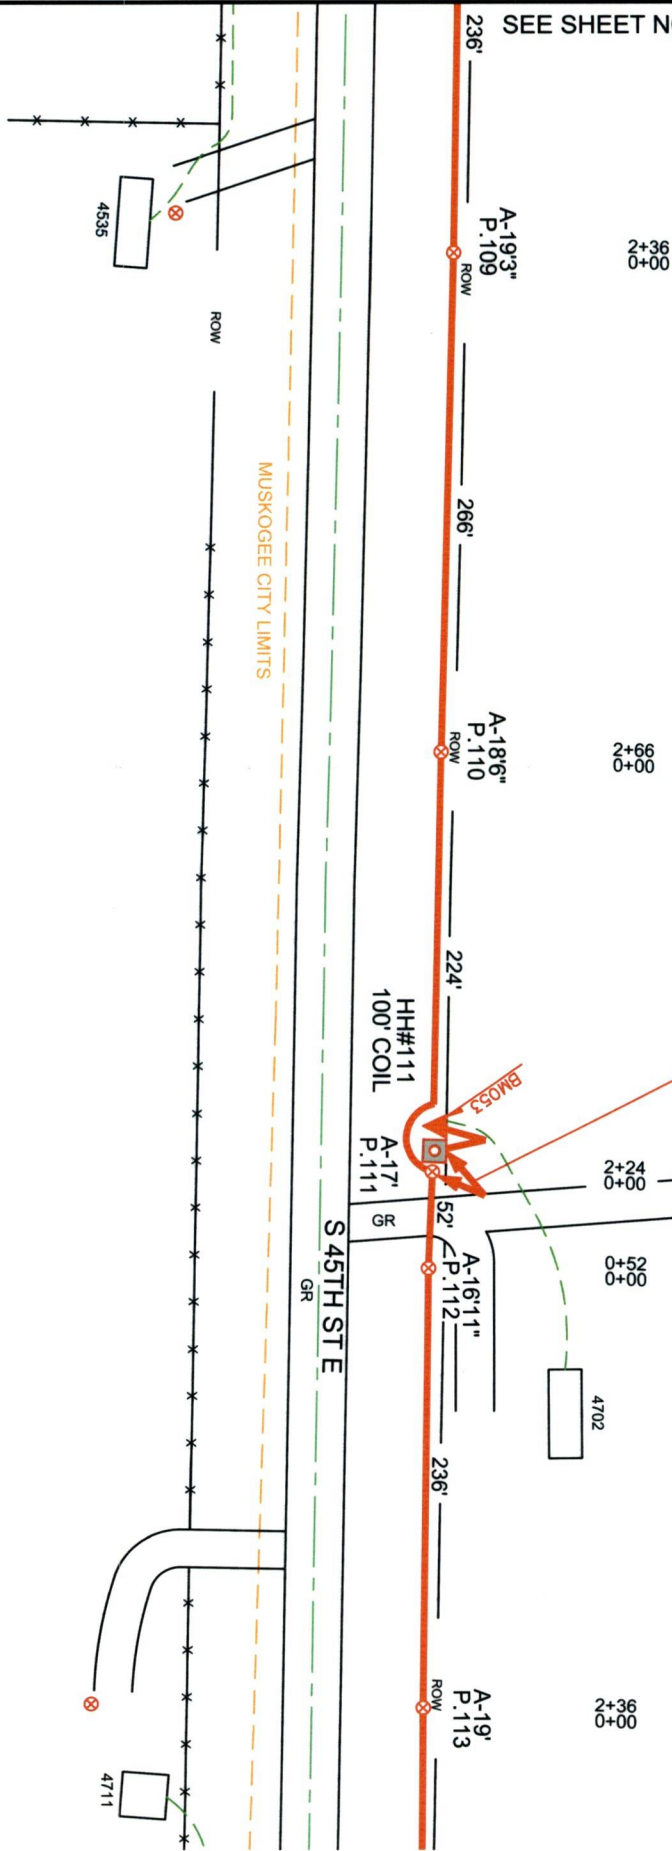 SEE SHEET
236'
A-19'3"
P.109
ROW
2+36
0+00
4535
ROW
MUSKOGEE CITY LIMITS
266'
A-18'6"
P.110
ROW
2+66
0+00
224'
HH#111
100' COIL
BM053
A-17'
P.111
2+24
0+00
GR
52'
A-16'11"
P.112
0+52
0+00
S 45TH ST E
GR
4702
236'
A-19'
P.113
ROW
2+36
0+00
4711